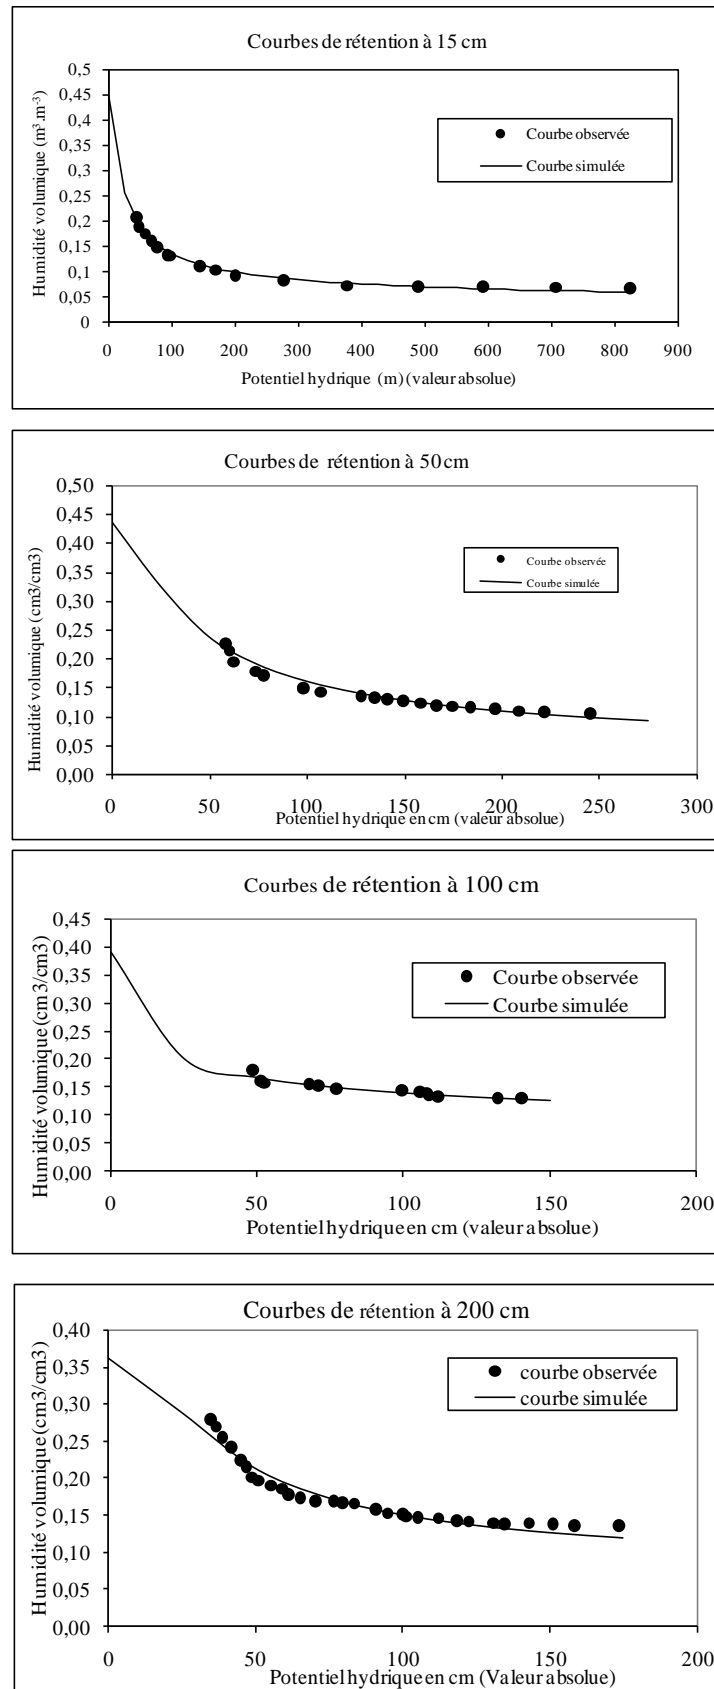 Courbes de rétention à 15 cm
Humidité volumique (m³.m⁻³)
0,5
0,45
0,4
0,35
0,3
0,25
0,2
0,15
0,1
0,05
0
Courbe observée
Courbe simulée
0 100 200 300 400 500 600 700 800 900
Potentiel hydrique (m) (valeur absolue)
Courbes de rétention à 50 cm
Humidité volumique (cm3/cm3)
0,50
0,45
0,40
0,35
0,30
0,25
0,20
0,15
0,10
0,05
0,00
Courbe observée
Courbe simulée
0 50 100 150 200 250 300
Potentiel hydrique en cm (valeur absolue)
Courbes de rétention à 100 cm
Humidité volumique (cm3/cm3)
0,45
0,40
0,35
0,30
0,25
0,20
0,15
0,10
0,05
0,00
Courbe observée
Courbe simulée
0 50 100 150 200
Potentiel hydrique en cm (valeur absolue)
Courbes de rétention à 200 cm
Humidité volumique (cm3/cm3)
0,40
0,35
0,30
0,25
0,20
0,15
0,10
0,05
0,00
courbe observée
courbe simulée
0 50 100 150 200
Potentiel hydrique en cm (Valeur absolue)